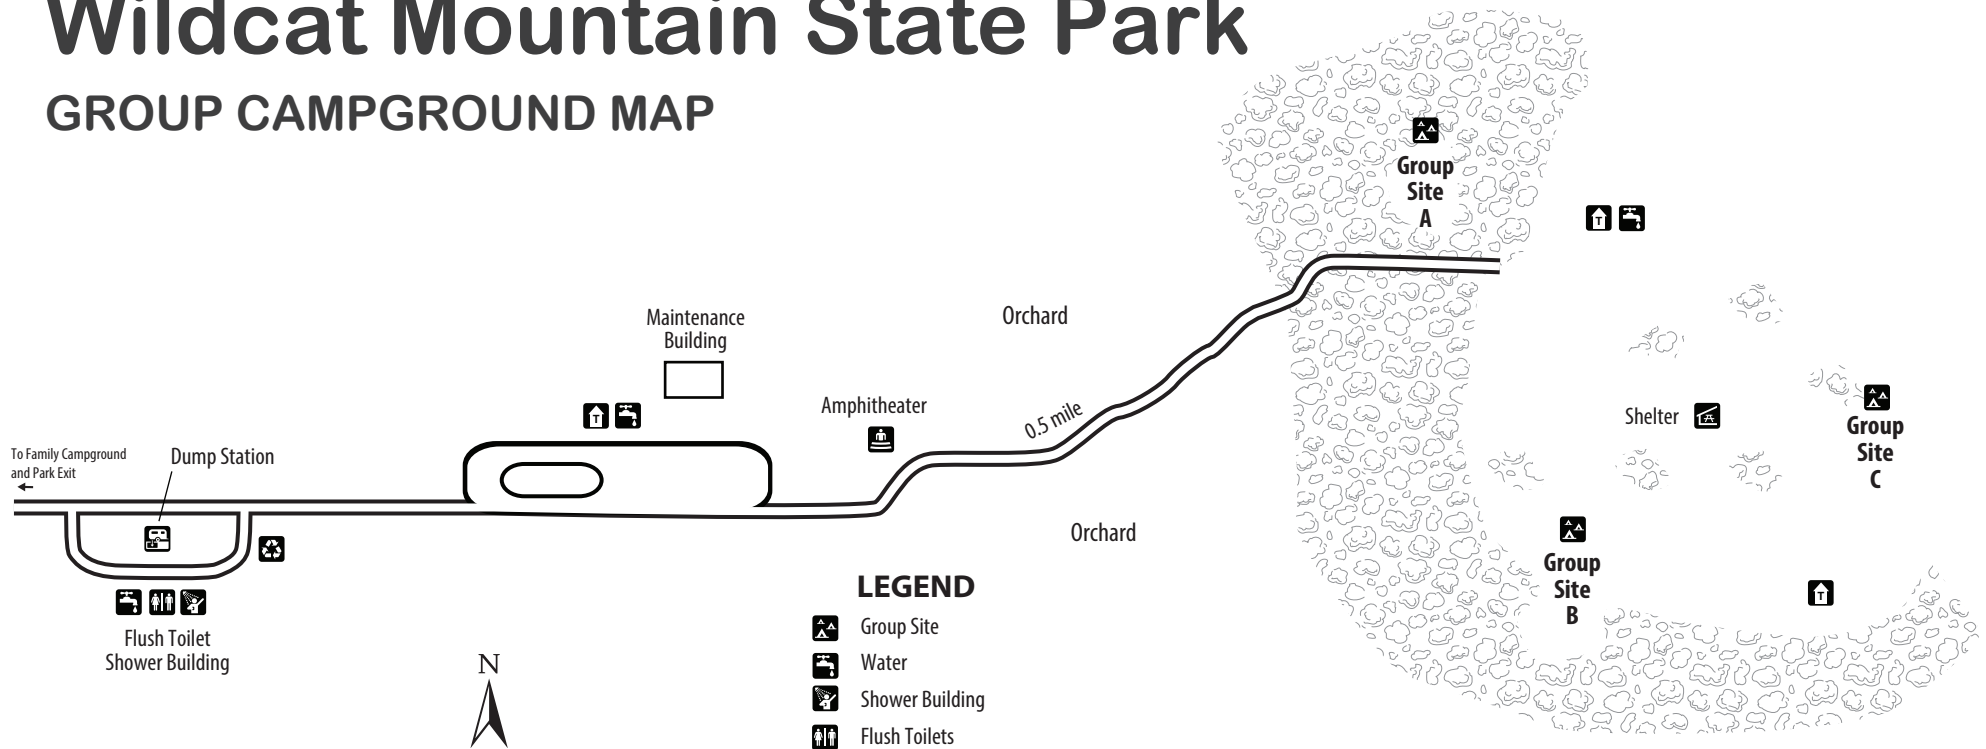 Wildcat Mountain State Park
GROUP CAMPGROUND MAP
Group
Site
A
T
Maintenance
Building
Orchard
T
Amphitheater
0.5 mile
Shelter
Group
Site
C
To Family Campground
and Park Exit
Dump Station
Orchard
Group
Site
B
T
Flush Toilet
Shower Building
N
LEGEND
Group Site
Water
Shower Building
Flush Toilets